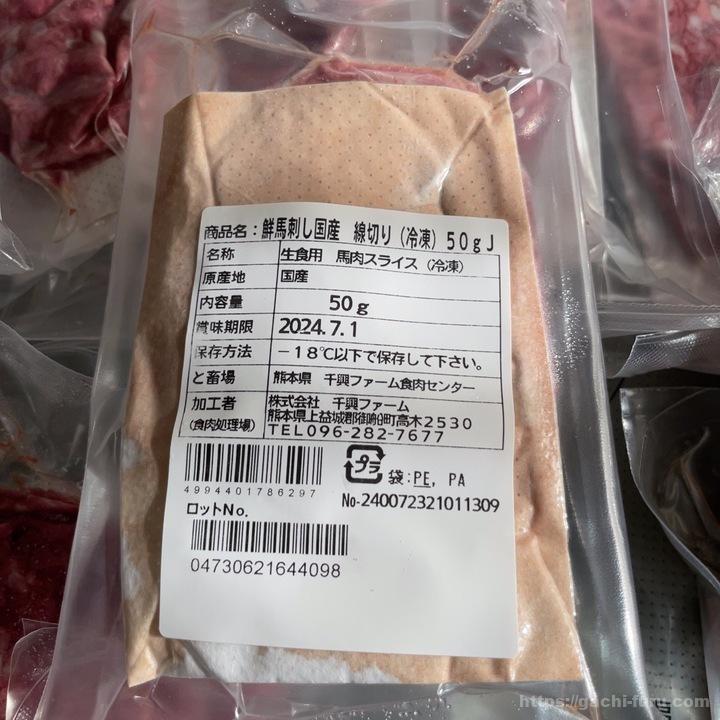 商品名：鮮馬刺し国産 線切り（冷凍）50gJ
名称 生食用 馬肉スライス（冷凍）
原産地 国産
内容量 50g
賞味期限 2024.7.1
保存方法 －18℃以下で保存して下さい。
と畜場 熊本県 千興ファーム食肉センター
加工者 株式会社 千興ファーム
(食肉処理場) 熊本県上益城郡御船町高木2530
TEL096-282-7677
4994401786297
プラ 袋:PE, PA
No-240072321011309
ロットNo.
04730621644098
https://gachi-furu.com/